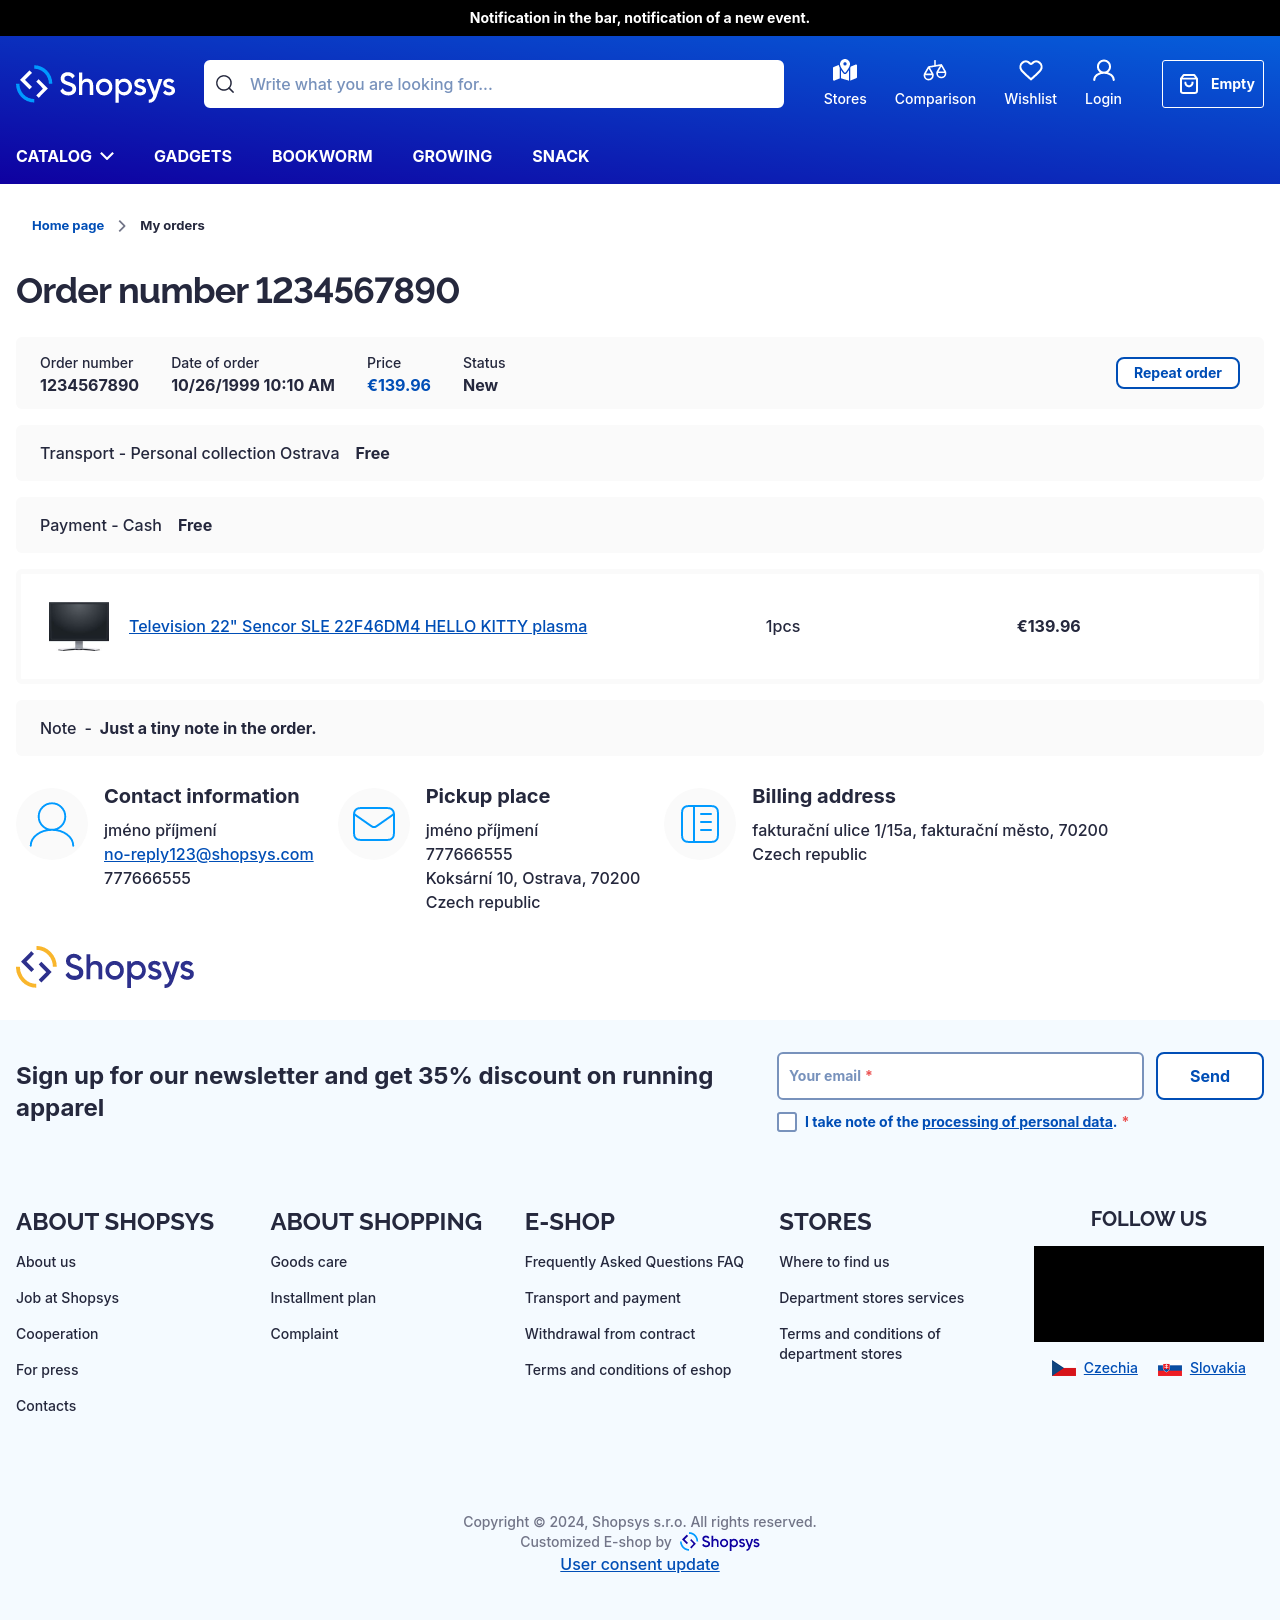 Notification in the bar, notification of a new event.
Shopsys
Write what you are looking for...
Stores
Comparison
Wishlist
Login
Empty
CATALOG
GADGETS
BOOKWORM
GROWING
SNACK
Home page
My orders
Order number 1234567890
Order number
1234567890
Date of order
10/26/1999 10:10 AM
Price
€139.96
Status
New
Repeat order
Transport - Personal collection Ostrava Free
Payment - Cash Free
Television 22" Sencor SLE 22F46DM4 HELLO KITTY plasma
1pcs
€139.96
Note - Just a tiny note in the order.
Contact information
jméno příjmení
no-reply123@shopsys.com
777666555
Pickup place
jméno příjmení
777666555
Koksární 10, Ostrava, 70200
Czech republic
Billing address
fakturační ulice 1/15a, fakturační město, 70200
Czech republic
Shopsys
Sign up for our newsletter and get 35% discount on running
apparel
Your email *
Send
I take note of the processing of personal data. *
ABOUT SHOPSYS
About us
Job at Shopsys
Cooperation
For press
Contacts
ABOUT SHOPPING
Goods care
Installment plan
Complaint
E-SHOP
Frequently Asked Questions FAQ
Transport and payment
Withdrawal from contract
Terms and conditions of eshop
STORES
Where to find us
Department stores services
Terms and conditions of
department stores
FOLLOW US
Czechia
Slovakia
Copyright © 2024, Shopsys s.r.o. All rights reserved.
Customized E-shop by Shopsys
User consent update